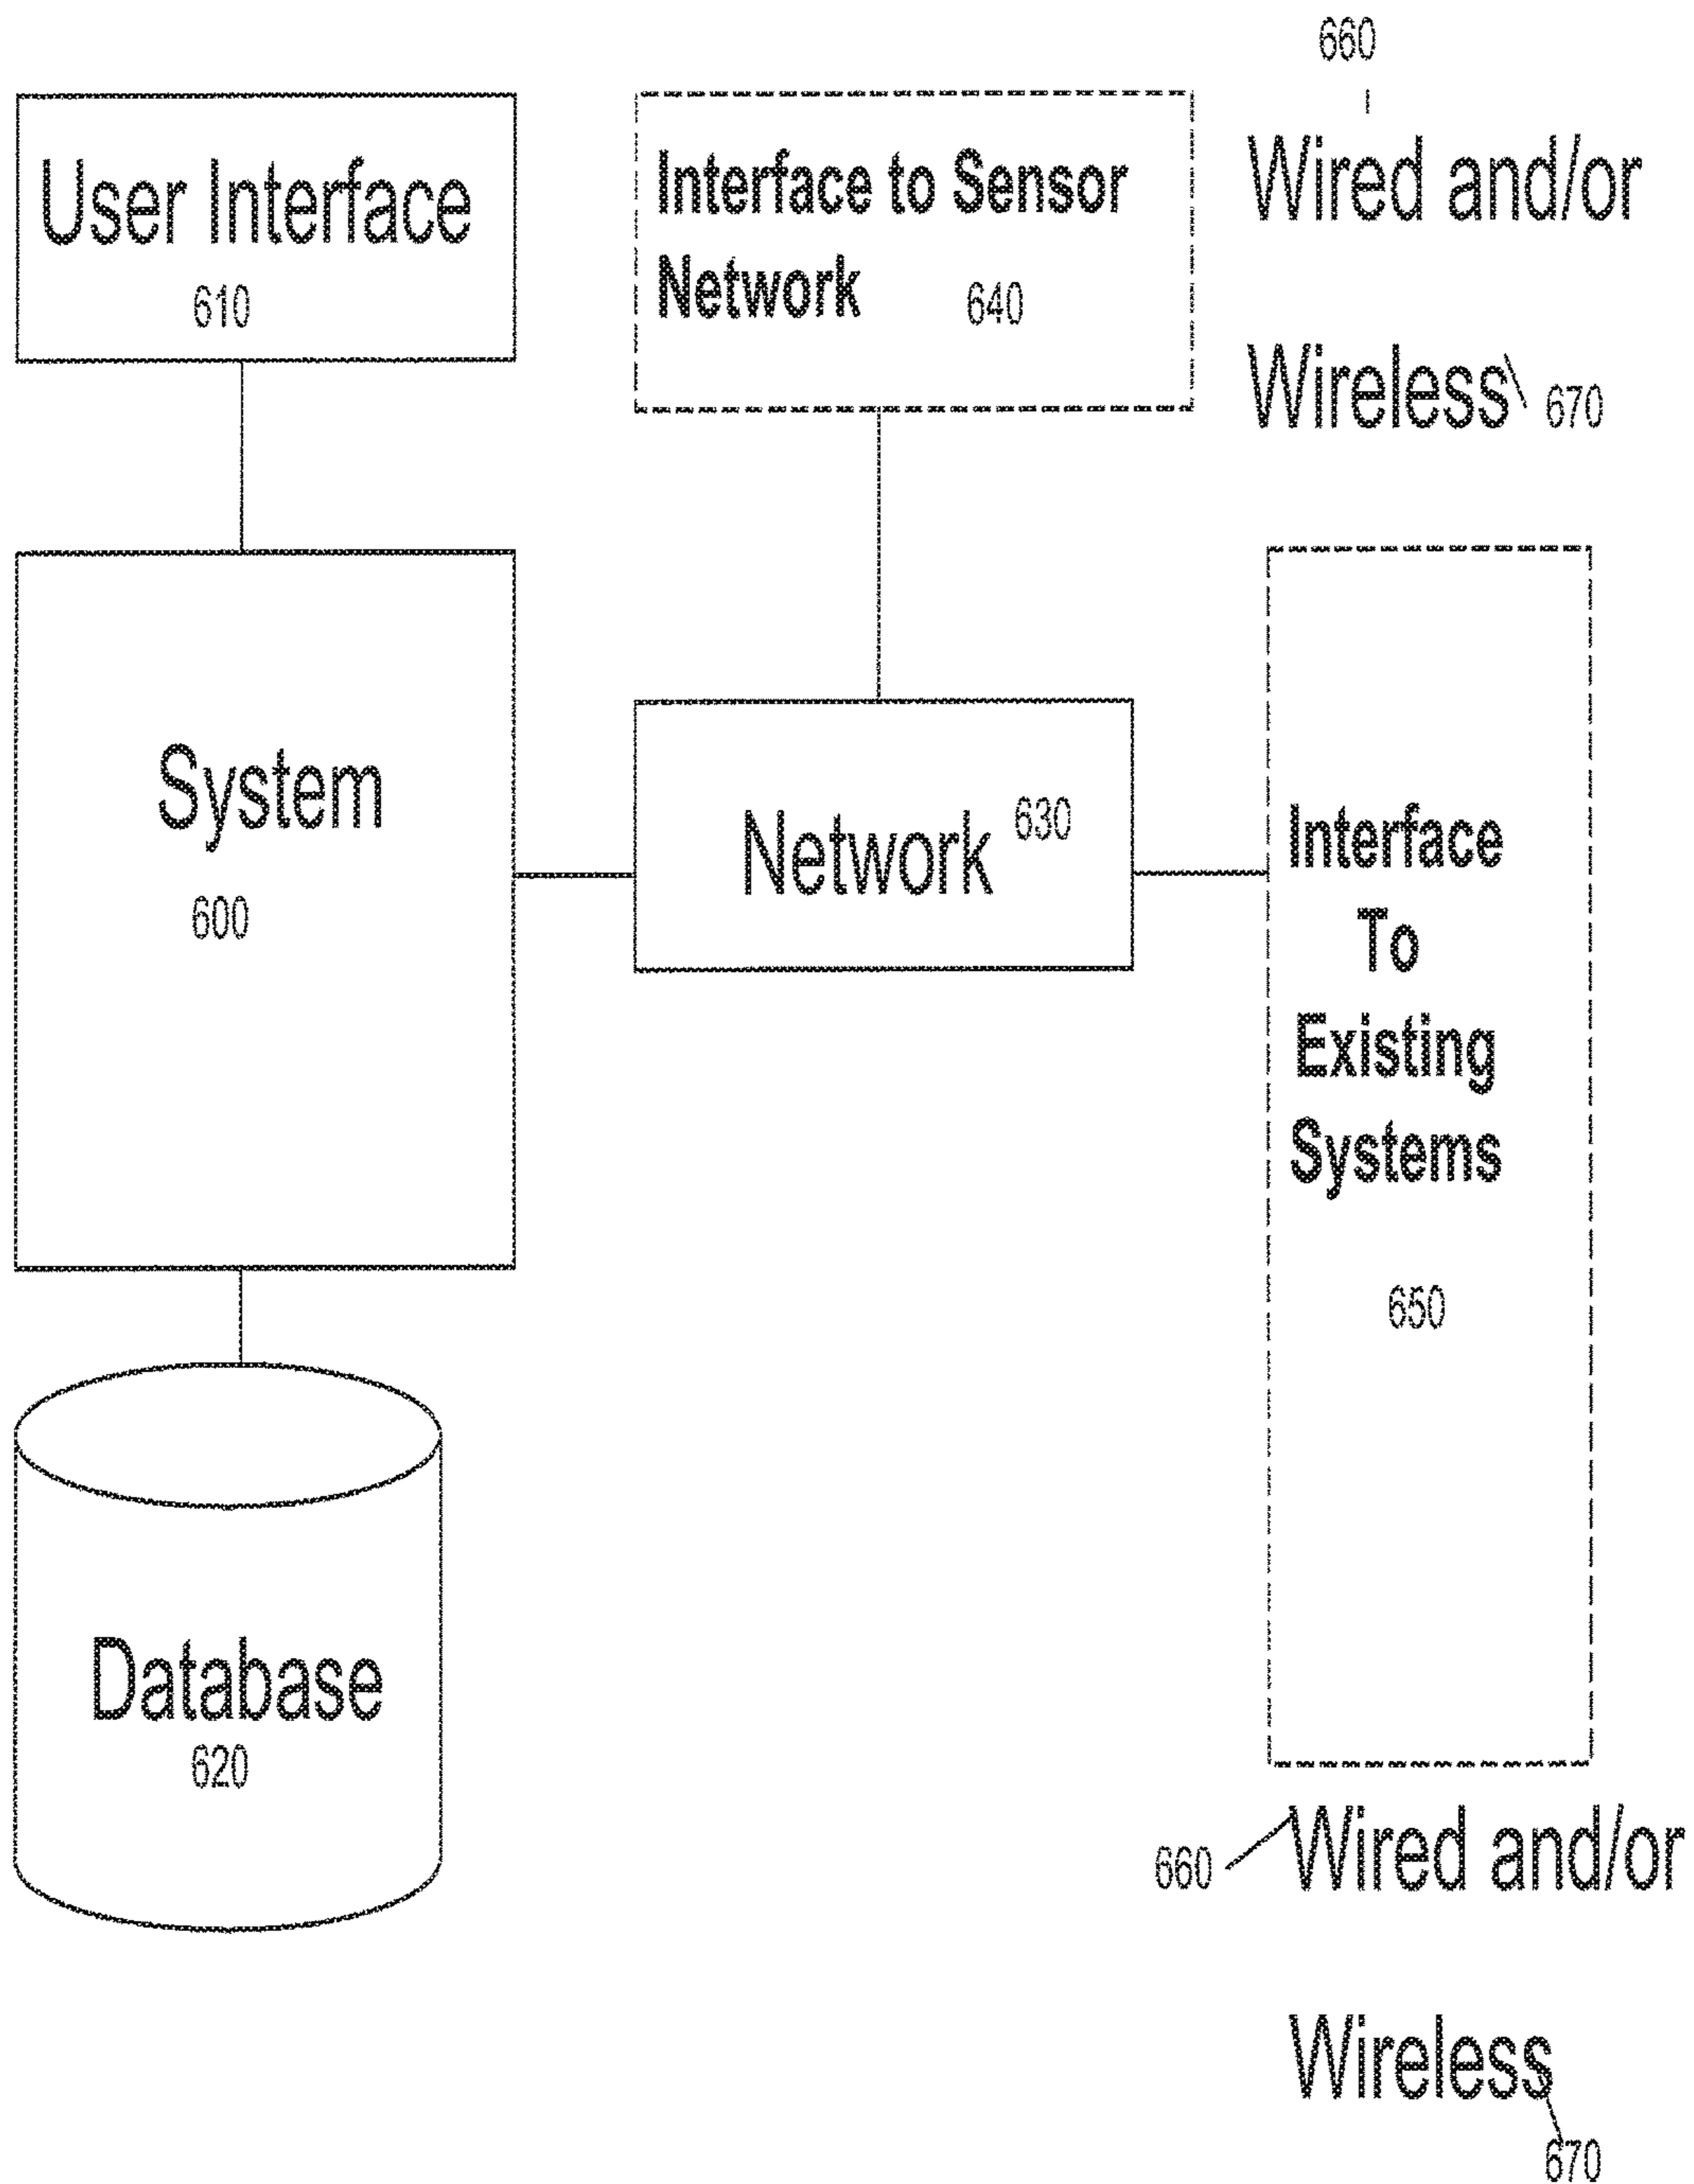 660
User Interface
610
Interface to Sensor
Network 640
Wired and/or
Wireless 670
System
600
Network 630
Interface
To
Existing
Systems
650
Database
620
660 Wired and/or
Wireless
670